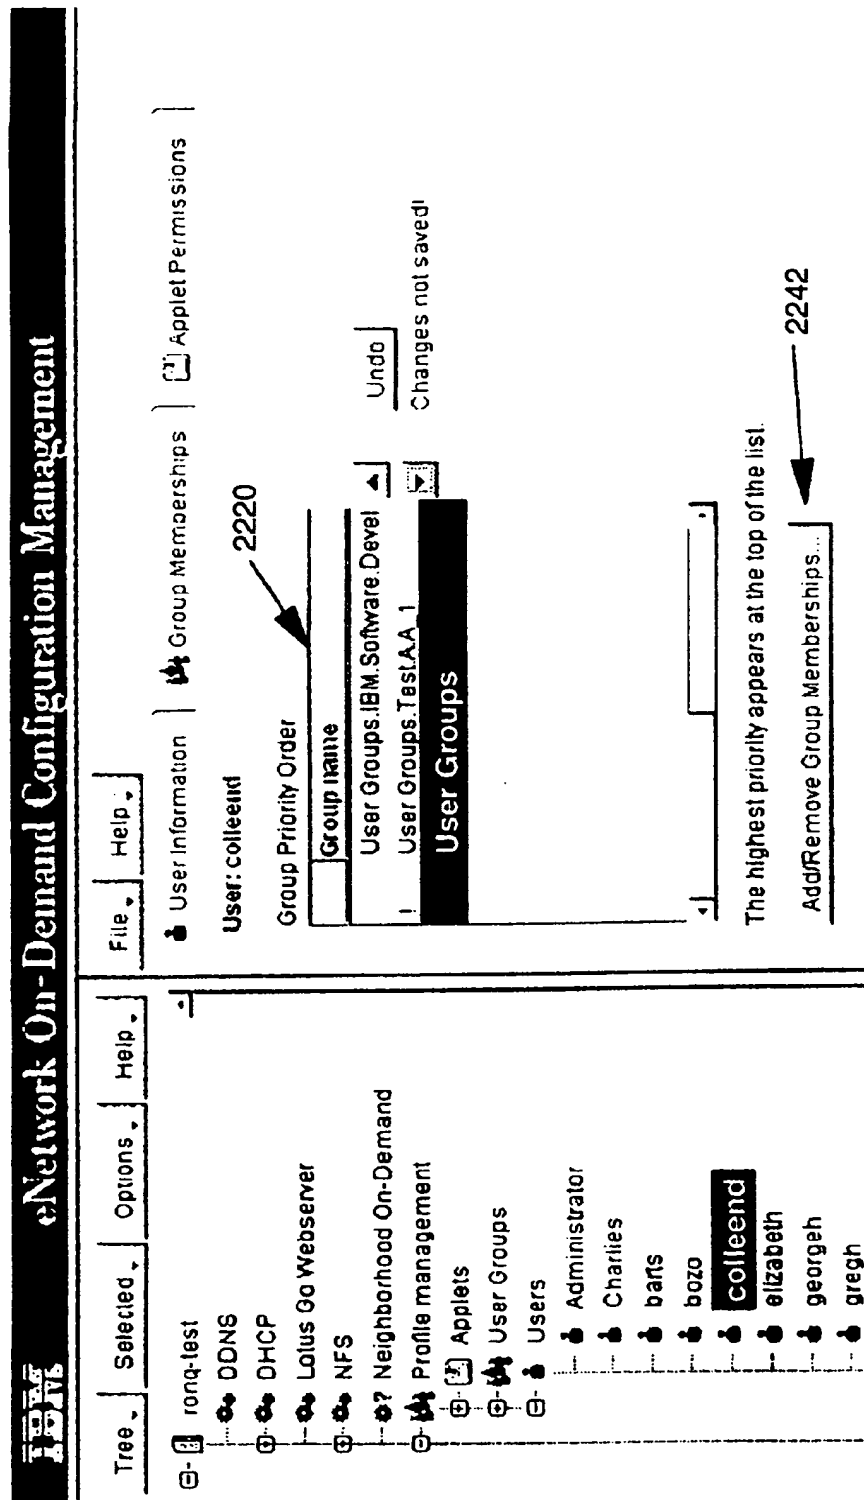 IBM eNetwork On-Demand Configuration Management
Tree Selected Options Help
ronq-test
DDNS
DHCP
Lotus Go Webserver
NFS
? Neighborhood On-Demand
Profile management
Applets
User Groups
Users
Administrator
Charlies
barts
bozo
colleend
elizabeth
georgeh
gregh
File Help
User Information Group Memberships Applet Permissions
User: colleend
Group Priority Order
2220
Group name
User Groups.IBM.Software.Devel
! User Groups.Test.AA_1
User Groups
Undo
Changes not saved!
The highest priority appears at the top of the list.
Add/Remove Group Memberships...
2242